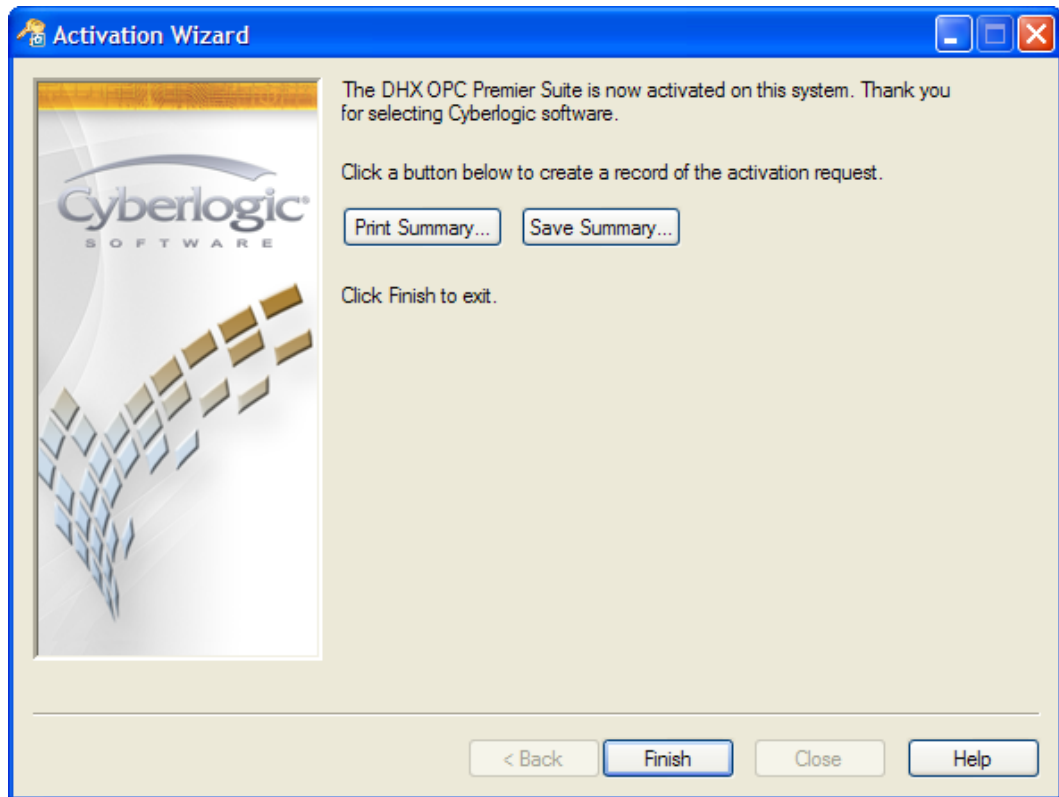 Activation Wizard
The DHX OPC Premier Suite is now activated on this system. Thank you
for selecting Cyberlogic software.
Cyberlogic®
SOFTWARE
Click a button below to create a record of the activation request.
Print Summary... Save Summary...
Click Finish to exit.
< Back Finish Close Help